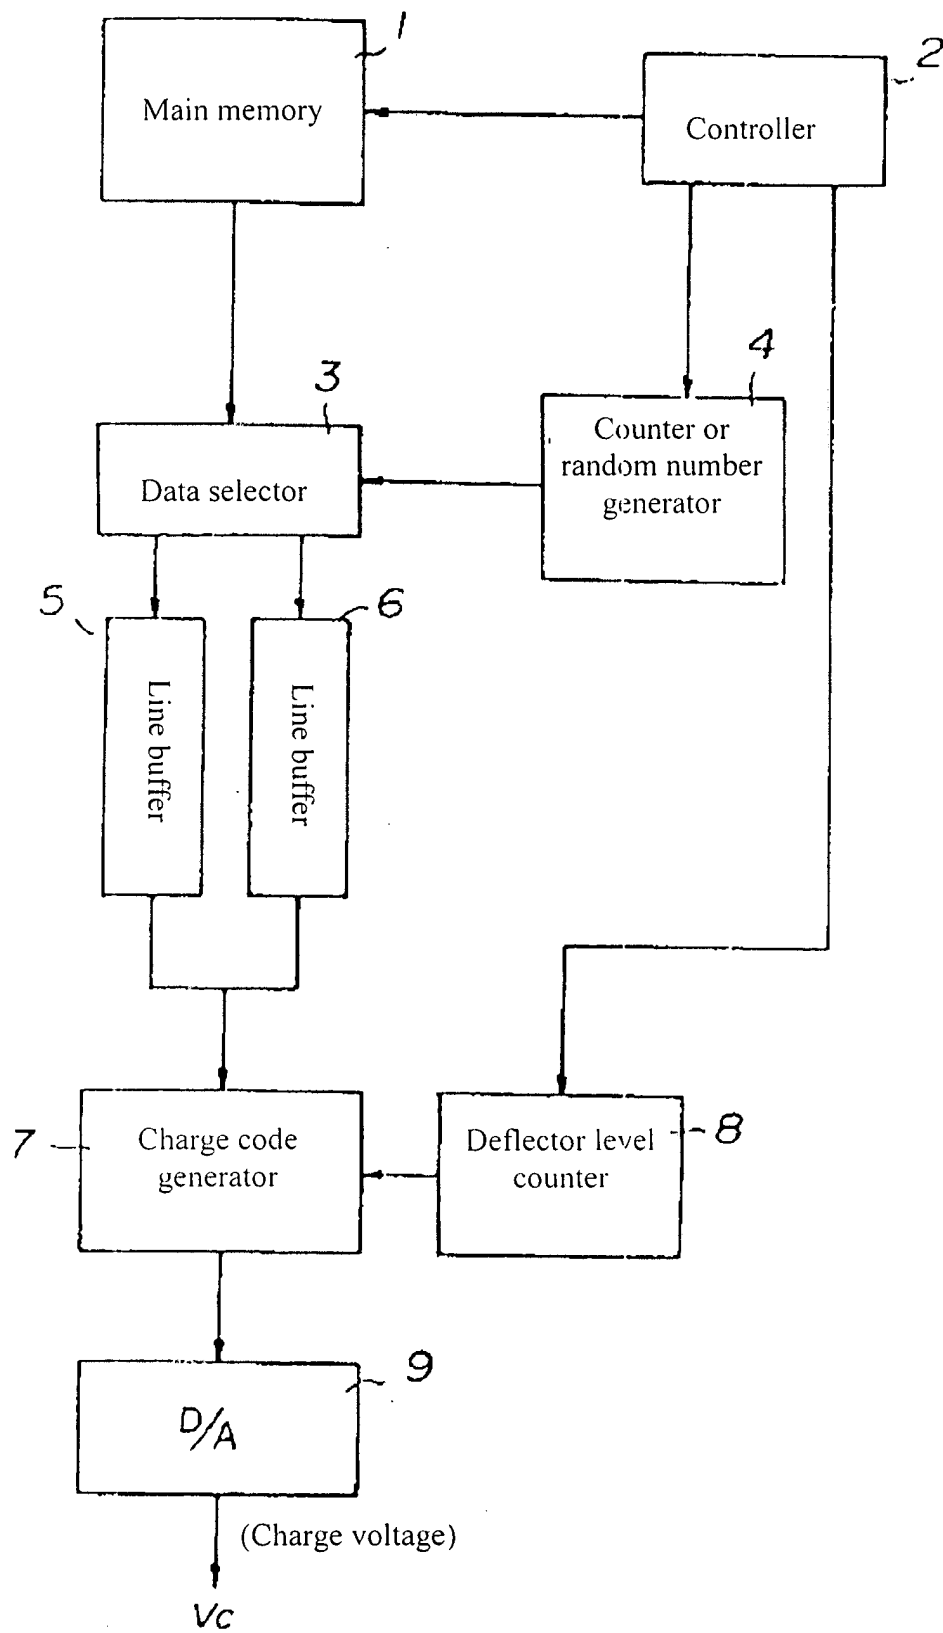 1
Main memory
2
Controller
3
Data selector
4
Counter or
random number
generator
5
Line buffer
6
Line buffer
7
Charge code
generator
8
Deflector level
counter
9
D/A
(Charge voltage)
Vc